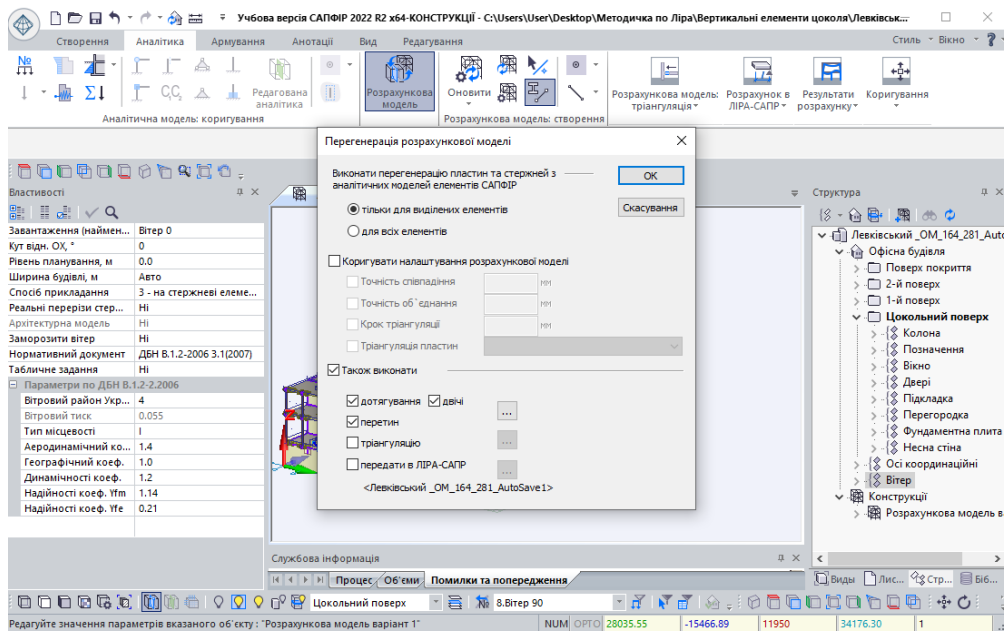 Учбова версія САПФІР 2022 R2 x64-КОНСТРУКЦІЇ - C:\Users\User\Desktop\Методичка по Ліра\Вертикальні елементи цоколя\Левківськ...
Створення Аналітика Армування Анотації Вид Редагування Стиль Вікно ?
Редагована аналітика
Розрахункова модель
Оновити
Розрахункова модель: тріангуляція
Розрахунок в ЛІРА-САПР
Результати розрахунку
Коригування
Аналітична модель: коригування Розрахункова модель: створення
Властивості
Завантаження (наймен... Вітер 0
Кут відн. ОХ, ° 0
Рівень планування, м 0.0
Ширина будівлі, м Авто
Спосіб прикладання 3 - на стержневі елеме...
Реальні перерізи стер... Ні
Архітектурна модель Ні
Заморозити вітер Ні
Нормативний документ ДБН В.1.2-2006 3.1(2007)
Табличне задання Ні
Параметри по ДБН В.1.2-2.2006
Вітровий район Укр... 4
Вітровий тиск 0.055
Тип місцевості I
Аеродинамічний ко... 1.4
Географічний коеф. 1.0
Динамічності коеф. 1.2
Надійності коеф. Yfm 1.14
Надійності коеф. Yfe 0.21
Перегенерація розрахункової моделі
Виконати перегенерацію пластин та стержней з
аналітичних моделей елементів САПФІР
тільки для виділених елементів
для всіх елементів
OK
Скасування
Коригувати налаштування розрахункової моделі
Точність співпадіння мм
Точність об`єднання мм
Крок тріангуляції мм
Тріангуляція пластин
Також виконати
дотягування двічі ...
перетин
тріангуляцію ...
передати в ЛІРА-САПР ...
<Левківський _ОМ_164_281_AutoSave1>
Структура
Левківський _ОМ_164_281_Auto
Офісна будівля
Поверх покриття
2-й поверх
1-й поверх
Цокольний поверх
Колона
Позначення
Вікно
Двері
Підкладка
Перегородка
Фундаментна плита
Несна стіна
Осі координаційні
Вітер
Конструкції
Розрахункова модель в
Виды Лис... Стр... Біб...
Службова інформація
Процес Об'єми Помилки та попередження
Цокольний поверх 8.Вітер 90
Редагуйте значення параметрів вказаного об`єкту : "Розрахункова модель варіант 1" NUM ОРТО 28035.55 -15466.89 11950 34176.30 1